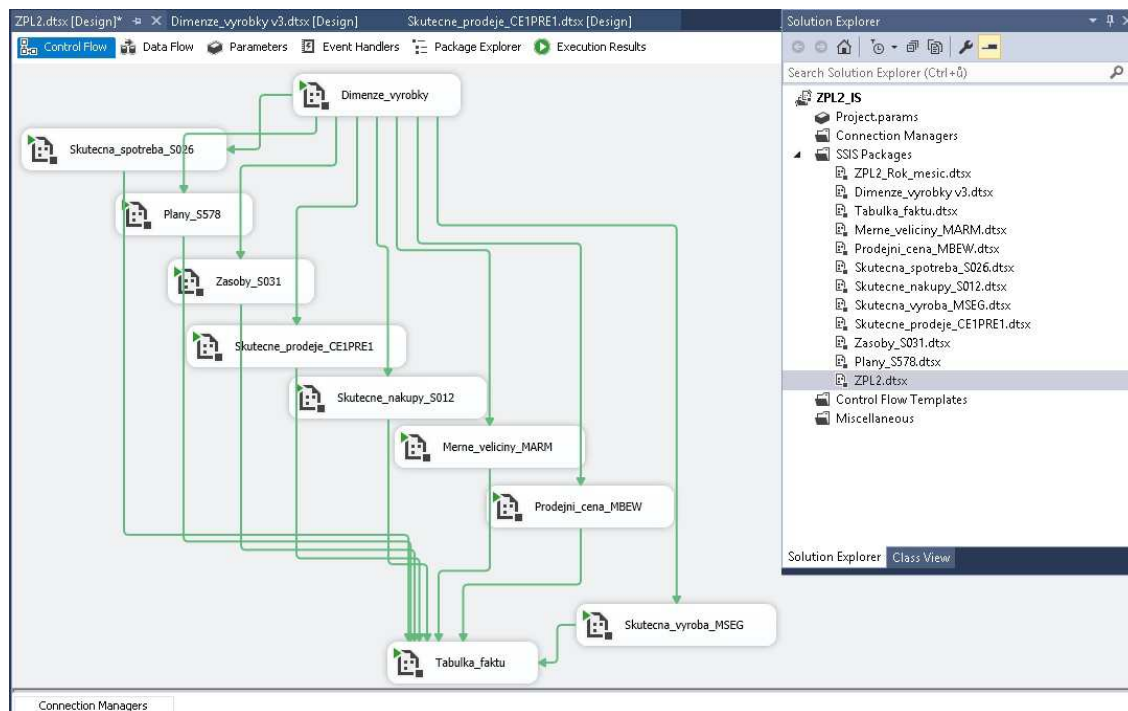 ZPL2.dtsx [Design]* Dimenze_vyrobky v3.dtsx [Design] Skutecne_prodeje_CE1PRE1.dtsx [Design]
Control Flow Data Flow Parameters Event Handlers Package Explorer Execution Results
Dimenze_vyrobky
Skutecna_spotreba_S026
Plany_S578
Zasoby_S031
Skutecne_prodeje_CE1PRE1
Skutecne_nakupy_S012
Merne_veliciny_MARM
Prodejni_cena_MBEW
Skutecna_vyroba_MSEG
Tabulka_faktu
Connection Managers
Solution Explorer
Search Solution Explorer (Ctrl+ů)
ZPL2_IS
Project.params
Connection Managers
SSIS Packages
ZPL2_Rok_mesic.dtsx
Dimenze_vyrobky v3.dtsx
Tabulka_faktu.dtsx
Merne_veliciny_MARM.dtsx
Prodejni_cena_MBEW.dtsx
Skutecna_spotreba_S026.dtsx
Skutecne_nakupy_S012.dtsx
Skutecna_vyroba_MSEG.dtsx
Skutecne_prodeje_CE1PRE1.dtsx
Zasoby_S031.dtsx
Plany_S578.dtsx
ZPL2.dtsx
Control Flow Templates
Miscellaneous
Solution Explorer Class View